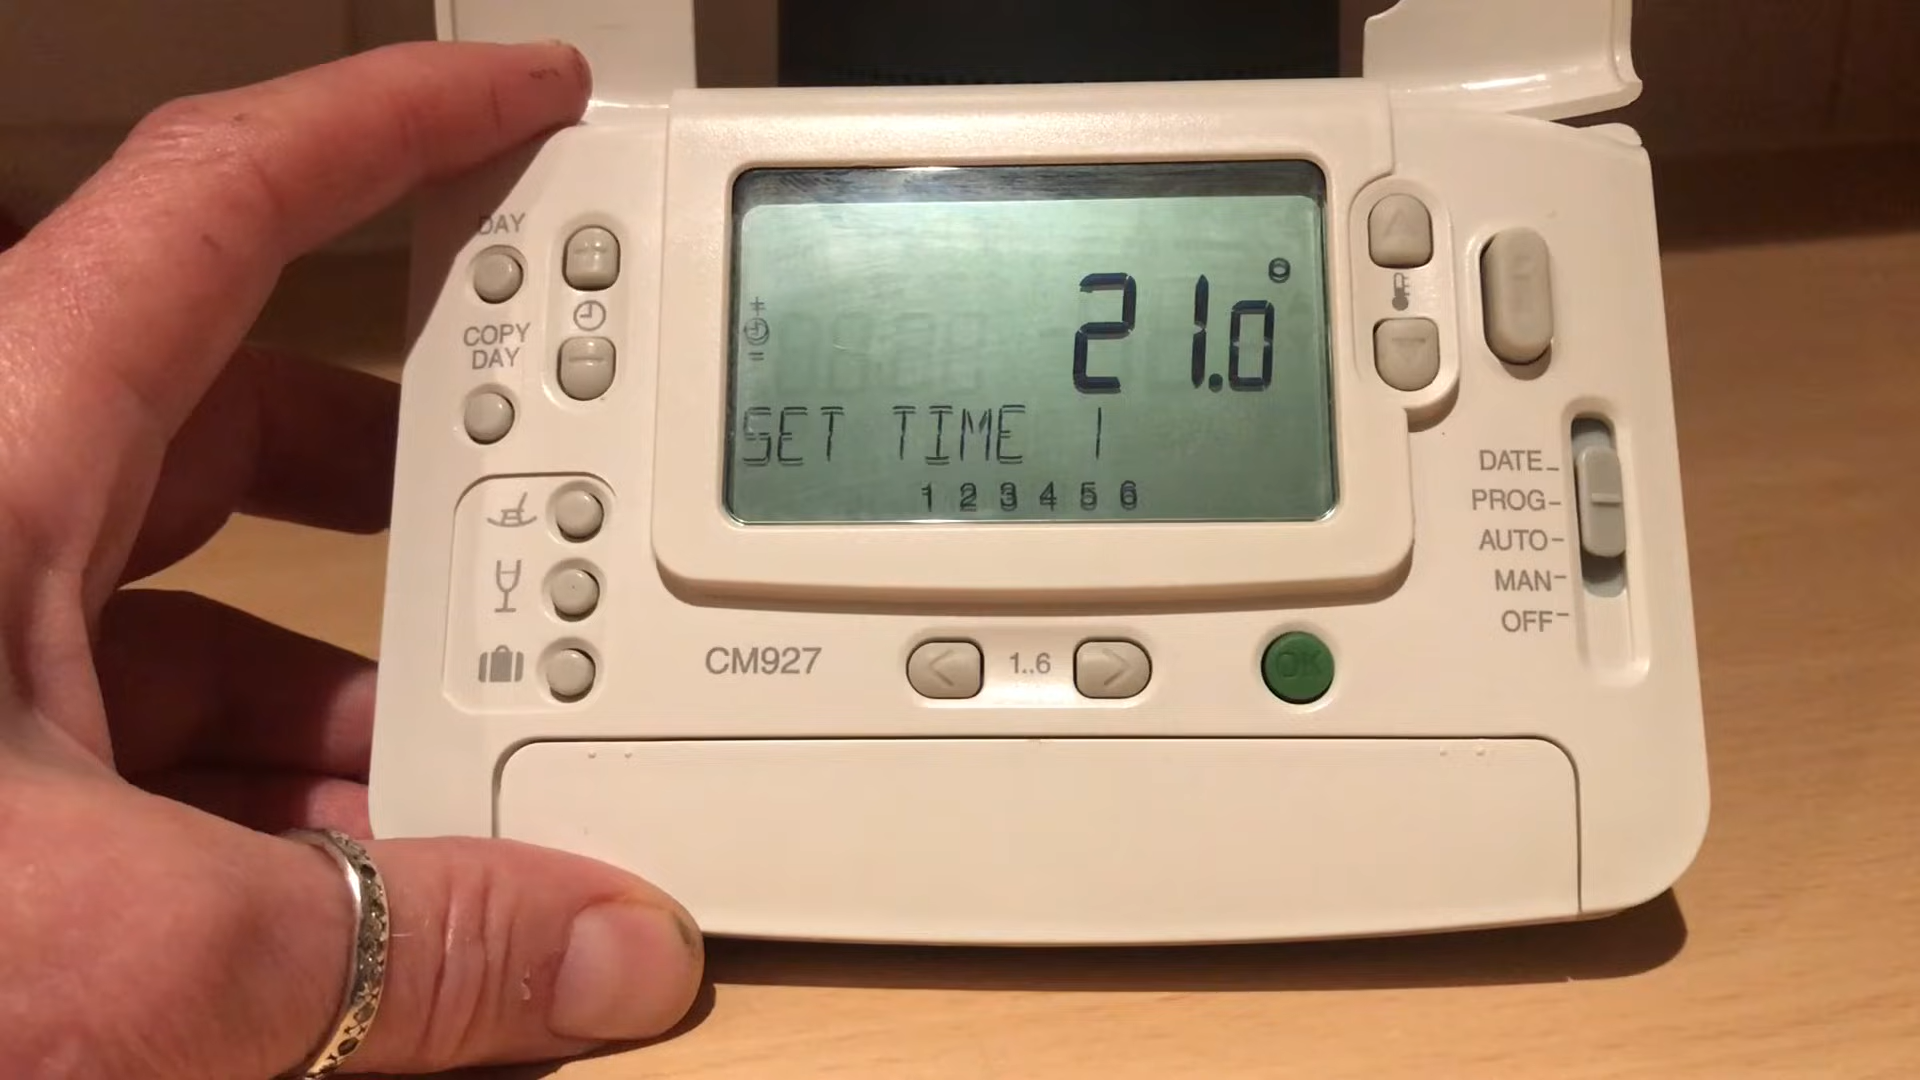 DAY
COPY
DAY
21.0°
SET TIME 1
1 2 3 4 5 6
DATE
PROG
AUTO
MAN
OFF
CM927
< 1..6 >
OK